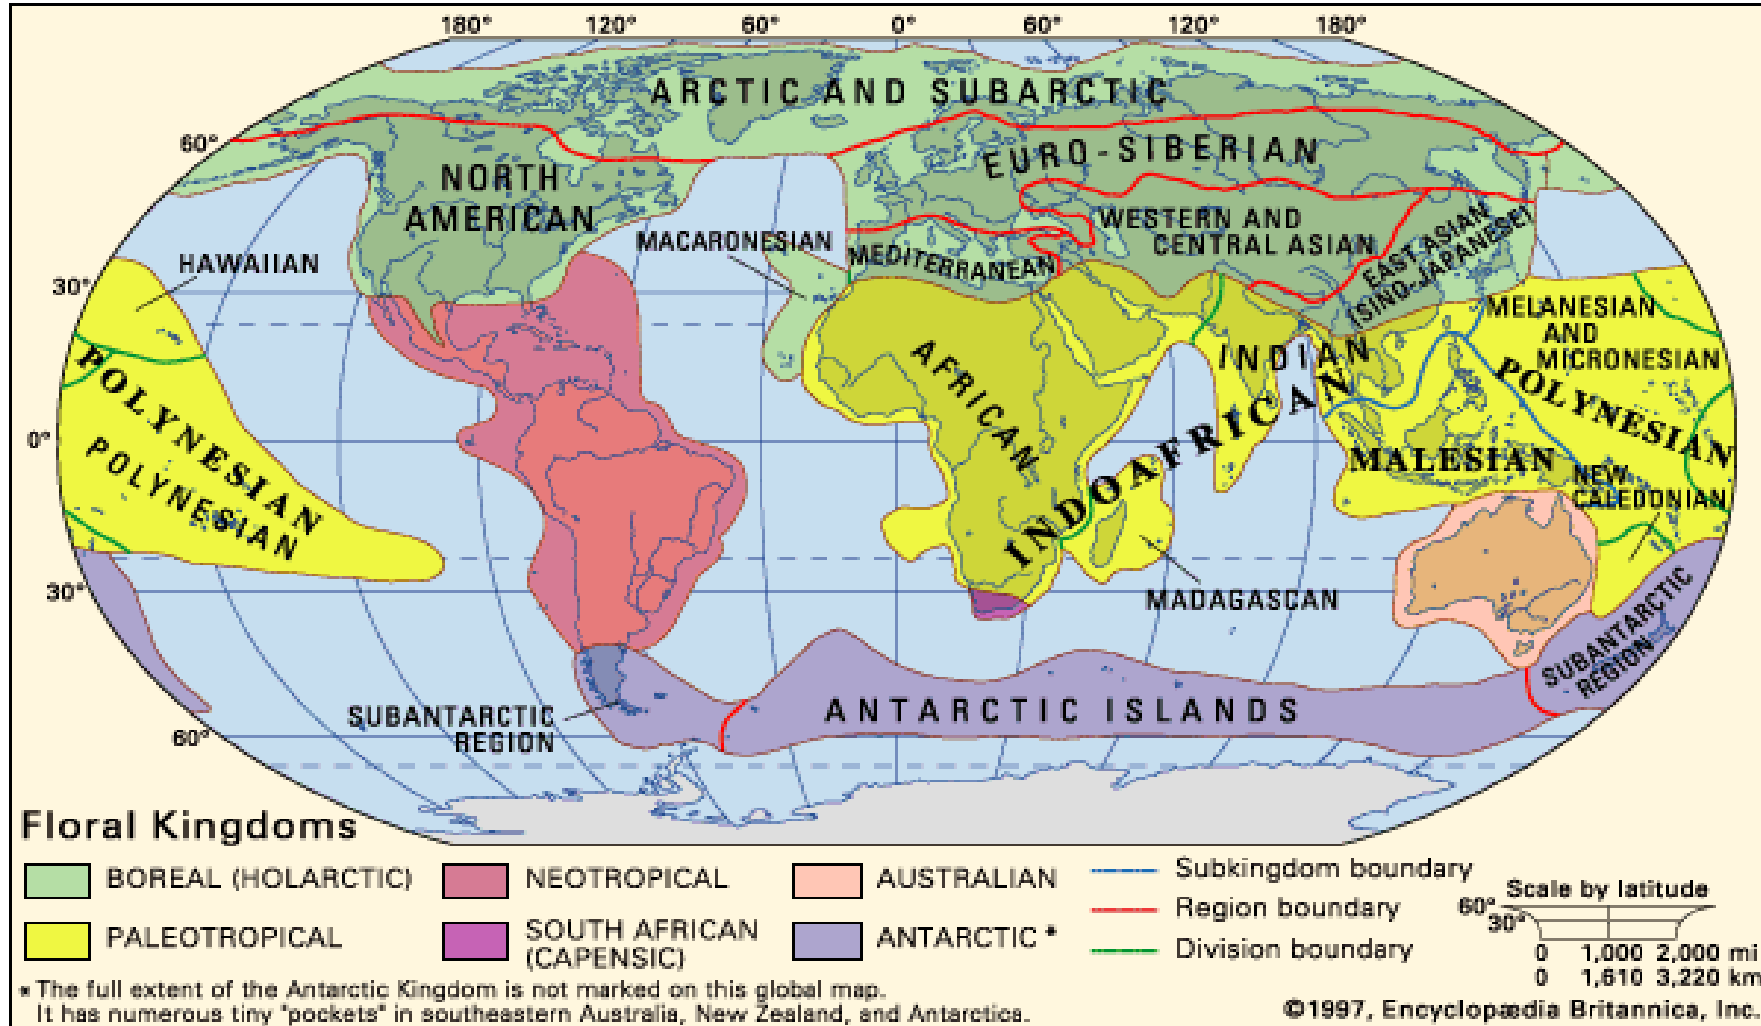 180° 120° 60° 0° 60° 120° 180°
ARCTIC AND SUBARCTIC
60°
EURO-SIBERIAN
NORTH
AMERICAN
WESTERN AND
CENTRAL ASIAN
EAST ASIAN
(SINO-JAPANESE)
MACARONESIAN
MEDITERRANEAN
HAWAIIAN
30°
MELANESIAN
AND
MICRONESIAN
INDIAN
AFRICAN
POLYNESIAN
POLYNESIAN
INDOAFRICAN
POLYNESIAN
0°
MALESIAN
NEW
CALEDONIAN
30°
MADAGASCAN
SUBANTARCTIC
REGION
ANTARCTIC ISLANDS
SUBANTARCTIC
REGION
60°
Floral Kingdoms
BOREAL (HOLARCTIC)
PALEOTROPICAL
NEOTROPICAL
SOUTH AFRICAN
(CAPENSIC)
AUSTRALIAN
ANTARCTIC *
Subkingdom boundary
Region boundary
Division boundary
Scale by latitude
60°
30°
0 1,000 2,000 mi
0 1,610 3,220 km
* The full extent of the Antarctic Kingdom is not marked on this global map.
It has numerous tiny "pockets" in southeastern Australia, New Zealand, and Antarctica.
©1997, Encyclopædia Britannica, Inc.